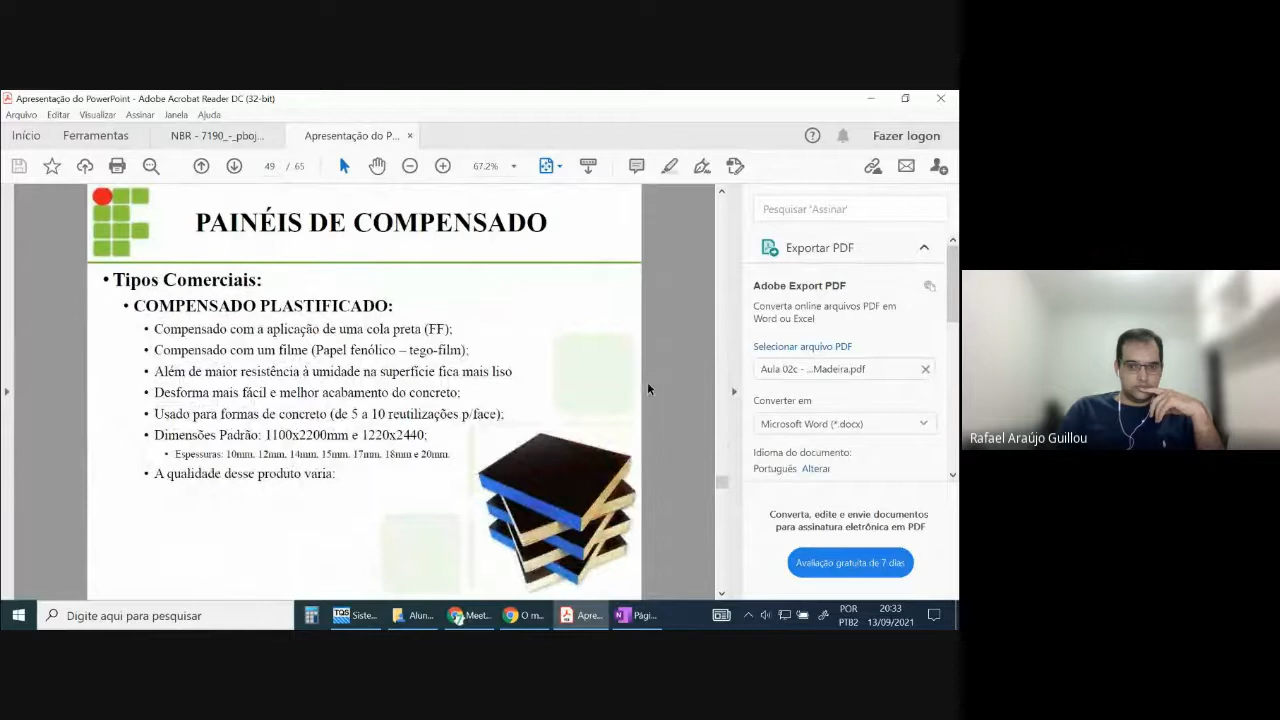 Apresentação do PowerPoint - Adobe Acrobat Reader DC (32-bit)
Arquivo Editar Visualizar Assinar Janela Ajuda
Início Ferramentas NBR - 7190_-_pboj... Apresentação do P... × Fazer logon
49 / 65 67.2%
PAINÉIS DE COMPENSADO
• Tipos Comerciais:
• COMPENSADO PLASTIFICADO:
• Compensado com a aplicação de uma cola preta (FF);
• Compensado com um filme (Papel fenólico – tego-film);
• Além de maior resistência à umidade na superfície fica mais liso
• Desforma mais fácil e melhor acabamento do concreto;
• Usado para formas de concreto (de 5 a 10 reutilizações p/face);
• Dimensões Padrão: 1100x2200mm e 1220x2440;
• Espessuras: 10mm, 12mm, 14mm, 15mm, 17mm, 18mm e 20mm.
• A qualidade desse produto varia:
Pesquisar 'Assinar'
Exportar PDF
Adobe Export PDF
Converta online arquivos PDF em
Word ou Excel
Selecionar arquivo PDF
Aula 02c - ...Madeira.pdf
Converter em
Microsoft Word (*.docx)
Idioma do documento:
Português Alterar
Converta, edite e envie documentos
para assinatura eletrônica em PDF
Avaliação gratuita de 7 dias
Rafael Araújo Guillou
Digite aqui para pesquisar
TQS Siste... Alun... Meet... O m... Apre... Pági...
POR
PTB2
20:33
13/09/2021